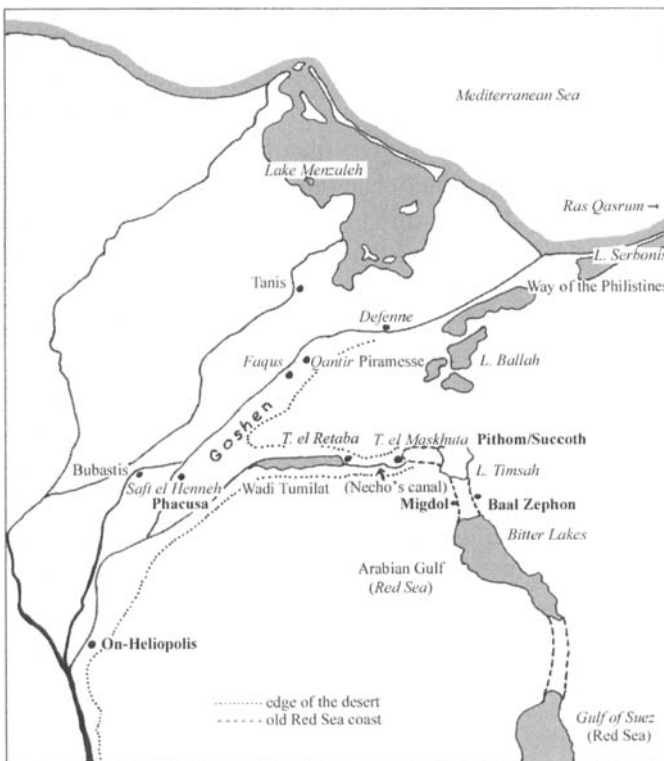 Mediterranean Sea
Lake Menzaleh
Ras Qasrum →
L. Serbonis
Way of the Philistines
Tanis
Defenne
Faqus
Qantir Piramesse
L. Ballah
Goshen
T. el Retaba
T. el Maskhuta
Pithom/Succoth
Bubastis
Saft el Henneh
Phacusa
Wadi Tumilat
(Necho's canal)
L. Timsah
Migdol
Baal Zephon
Bitter Lakes
Arabian Gulf
(Red Sea)
On-Heliopolis
edge of the desert
old Red Sea coast
Gulf of Suez
(Red Sea)